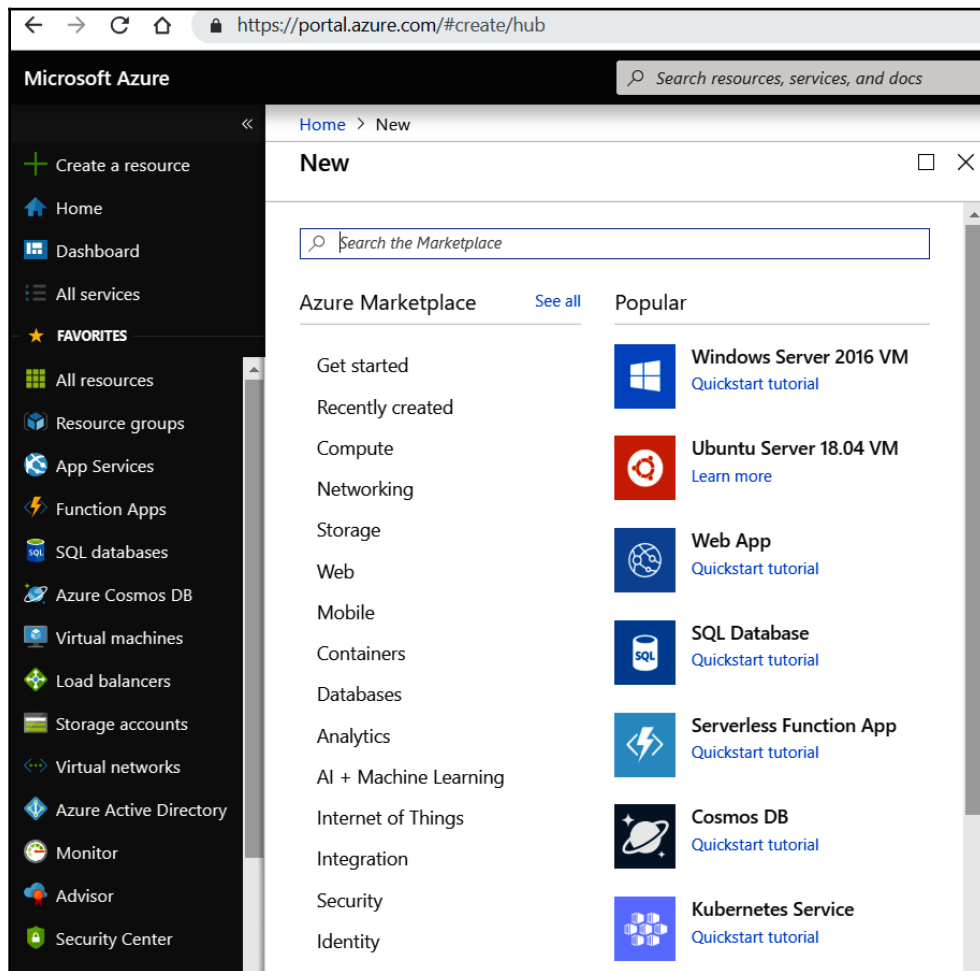 https://portal.azure.com/#create/hub
Microsoft Azure
Search resources, services, and docs
«
Create a resource
Home
Dashboard
All services
FAVORITES
All resources
Resource groups
App Services
Function Apps
SQL databases
Azure Cosmos DB
Virtual machines
Load balancers
Storage accounts
Virtual networks
Azure Active Directory
Monitor
Advisor
Security Center
Home > New
New
Search the Marketplace
Azure Marketplace
See all
Get started
Recently created
Compute
Networking
Storage
Web
Mobile
Containers
Databases
Analytics
AI + Machine Learning
Internet of Things
Integration
Security
Identity
Popular
Windows Server 2016 VM
Quickstart tutorial
Ubuntu Server 18.04 VM
Learn more
Web App
Quickstart tutorial
SQL
SQL Database
Quickstart tutorial
Serverless Function App
Quickstart tutorial
Cosmos DB
Quickstart tutorial
Kubernetes Service
Quickstart tutorial